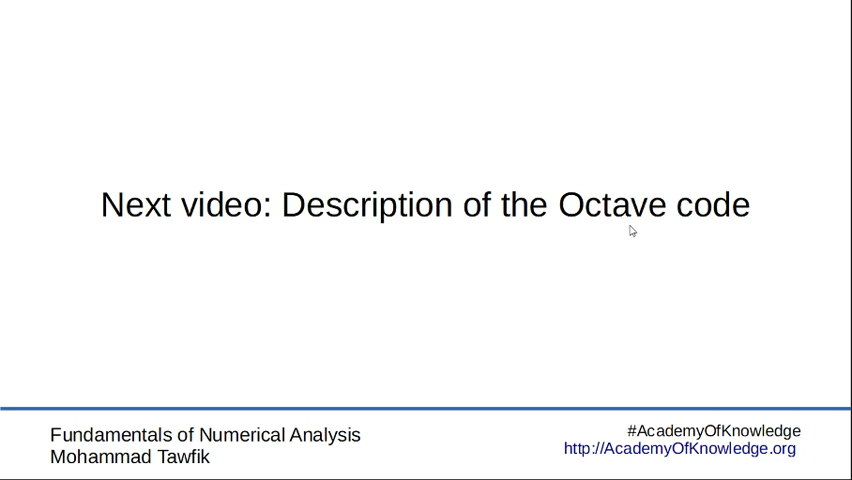 Next video: Description of the Octave code
Fundamentals of Numerical Analysis
Mohammad Tawfik
#AcademyOfKnowledge
http://AcademyOfKnowledge.org